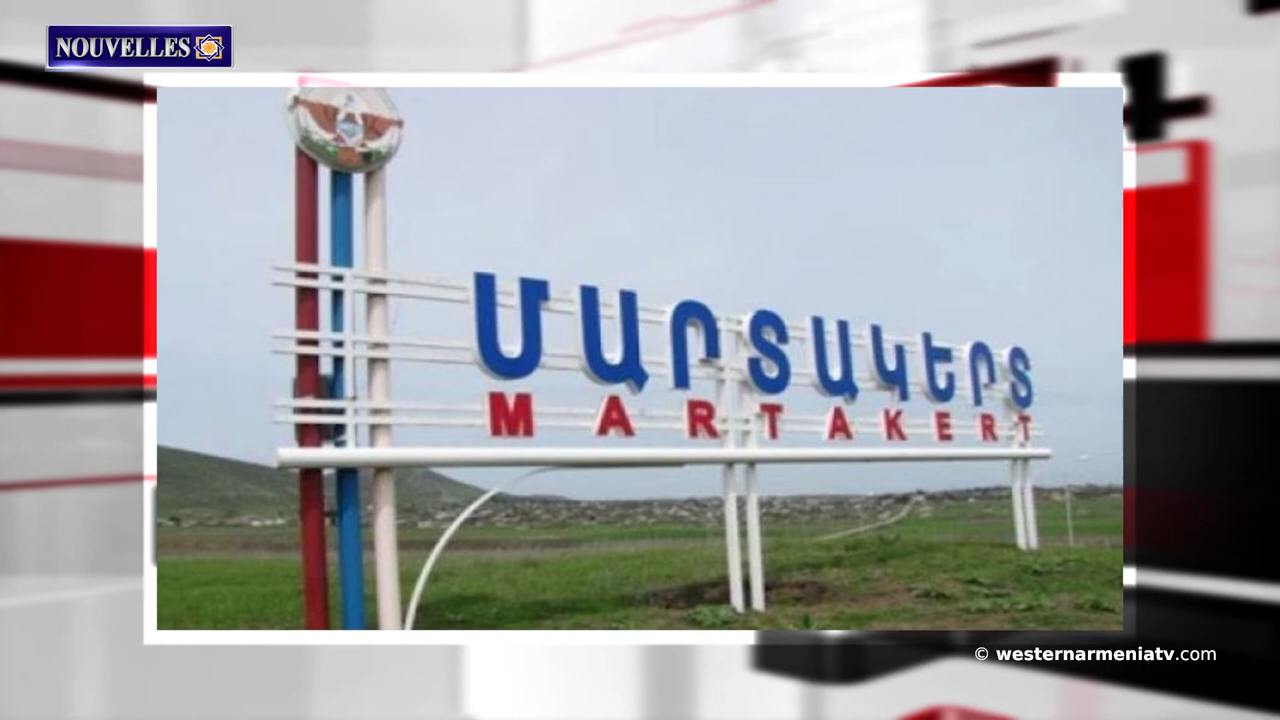 NOUVELLES
ՄԱՐՏԱԿԵՐՏ
MARTAKERT
© westernarmeniatv.com